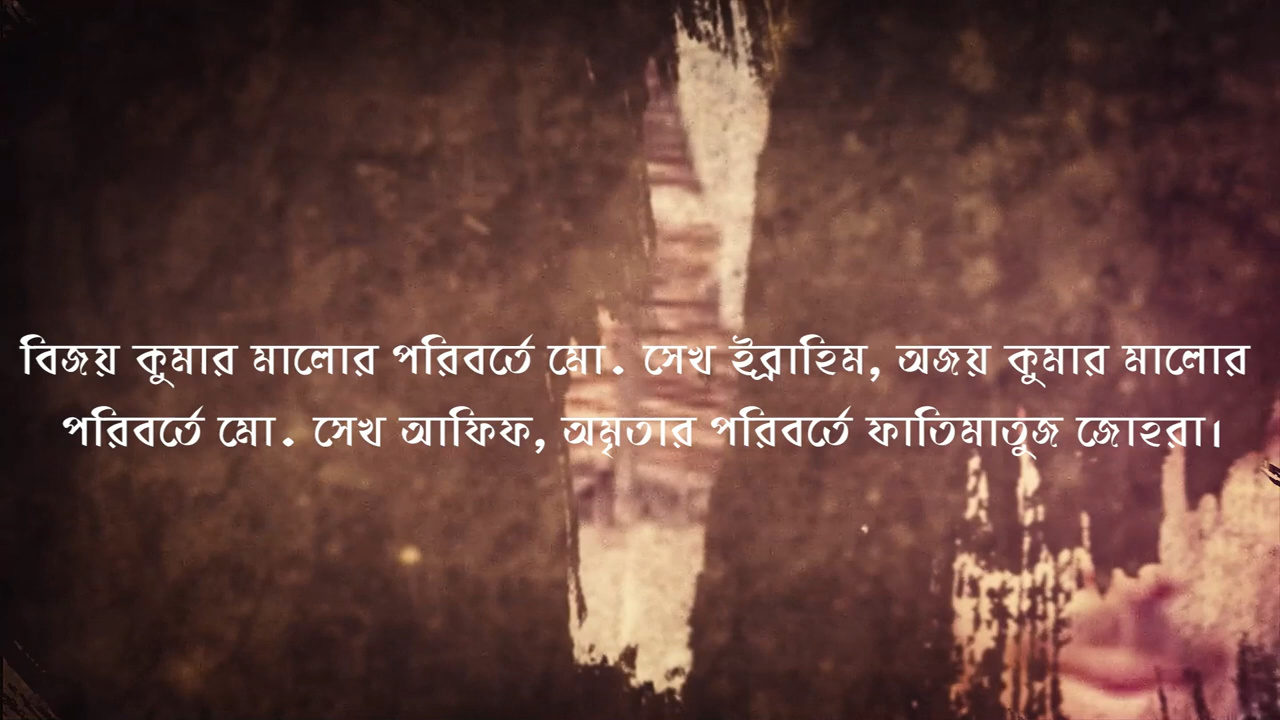 বিজয় কুমার মালোর পরিবর্তে মো. সেখ ইব্রাহিম, অজয় কুমার মালোর
পরিবর্তে মো. সেখ আফিফ, অমৃতার পরিবর্তে ফাতিমাতুজ জোহরা।